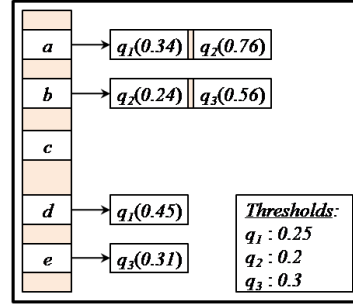 a q₁(0.34) q₂(0.76)
b q₂(0.24) q₃(0.56)
c
d q₁(0.45)
e q₃(0.31)
Thresholds:
q₁ : 0.25
q₂ : 0.2
q₃ : 0.3